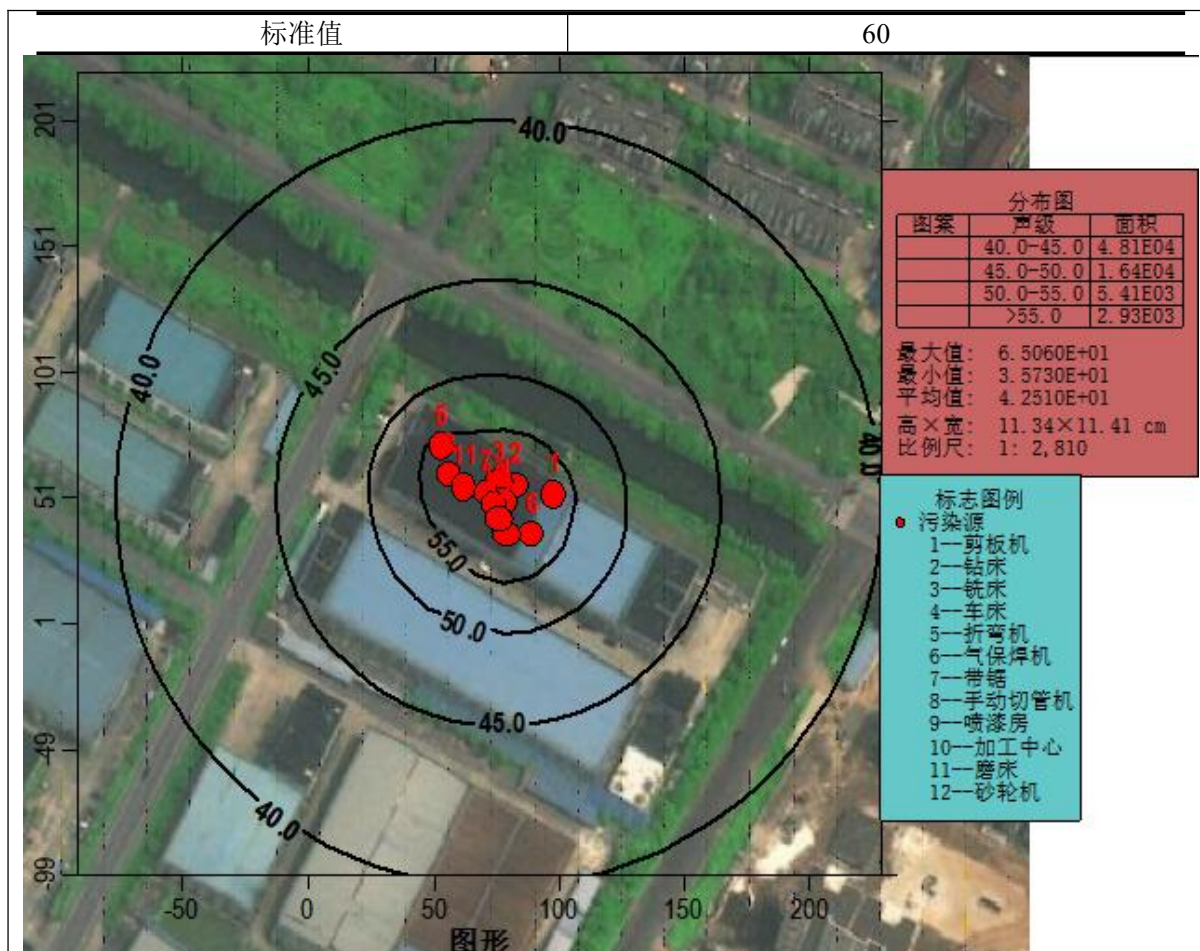 标准值 60
201
151
101
51
1
-49
-99
-50 0 50 100 150 200
图形
40.0
40.0
45.0
40.0
55.0
50.0
45.0
40.0
5
11
7
3
2
1
6
分布图
图案 声级 面积
40.0-45.0 4.81E04
45.0-50.0 1.64E04
50.0-55.0 5.41E03
>55.0 2.93E03
最大值: 6.5060E+01
最小值: 3.5730E+01
平均值: 4.2510E+01
高×宽: 11.34×11.41 cm
比例尺: 1: 2,810
标志图例
污染源
1--剪板机
2--钻床
3--铣床
4--车床
5--折弯机
6--气保焊机
7--带锯
8--手动切管机
9--喷漆房
10--加工中心
11--磨床
12--砂轮机